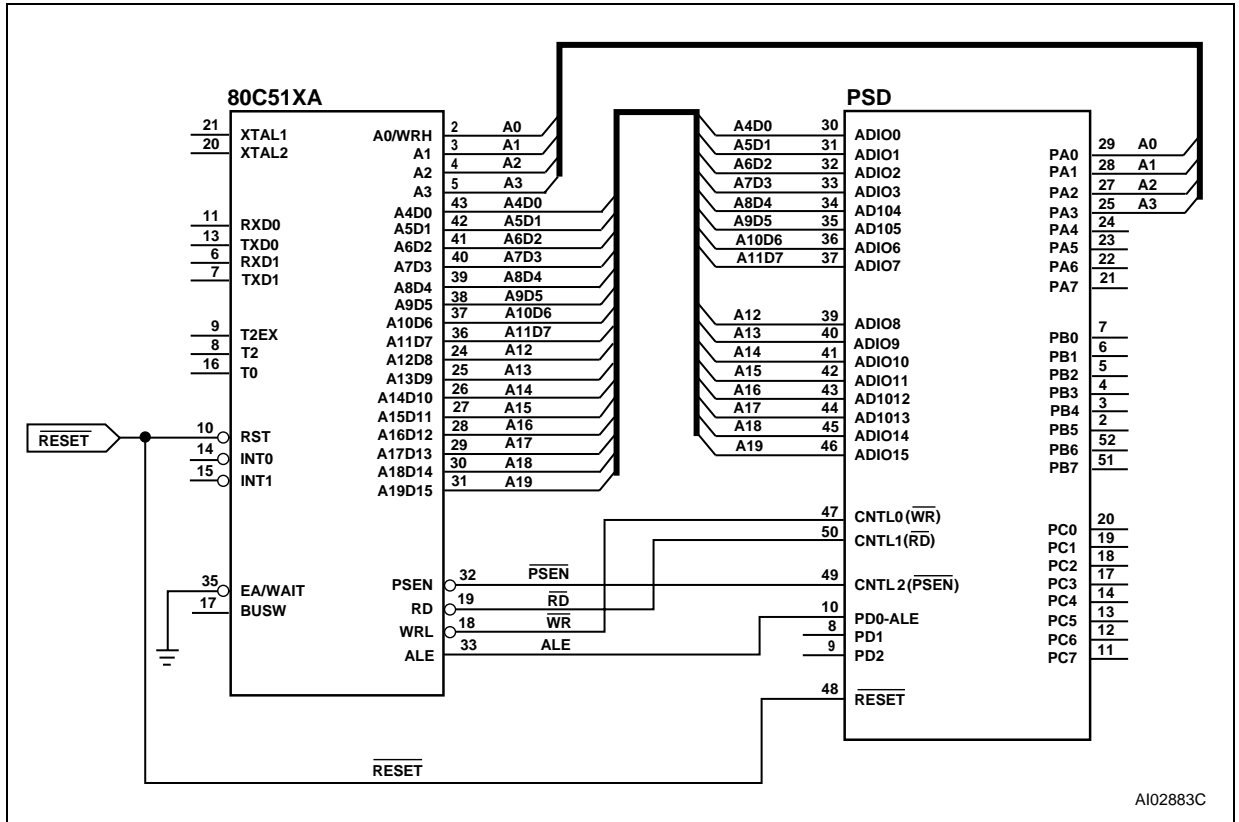 80C51XA
PSD
21 XTAL1
20 XTAL2
11 RXD0
13 TXD0
6 RXD1
7 TXD1
9 T2EX
8 T2
16 T0
RESET
10 RST
14 INT0
15 INT1
35 EA/WAIT
17 BUSW
A0/WRH 2 A0
A1 3 A1
A2 4 A2
A3 5 A3
A4D0 43 A4D0
A5D1 42 A5D1
A6D2 41 A6D2
A7D3 40 A7D3
A8D4 39 A8D4
A9D5 38 A9D5
A10D6 37 A10D6
A11D7 36 A11D7
A12D8 24 A12
A13D9 25 A13
A14D10 26 A14
A15D11 27 A15
A16D12 28 A16
A17D13 29 A17
A18D14 30 A18
A19D15 31 A19
PSEN 32 PSEN
RD 19 RD
WRL 18 WR
ALE 33 ALE
A4D0 30 ADIO0
A5D1 31 ADIO1
A6D2 32 ADIO2
A7D3 33 ADIO3
A8D4 34 AD104
A9D5 35 AD105
A10D6 36 ADIO6
A11D7 37 ADIO7
A12 39 ADIO8
A13 40 ADIO9
A14 41 ADIO10
A15 42 ADIO11
A16 43 AD1012
A17 44 AD1013
A18 45 ADIO14
A19 46 ADIO15
47 CNTL0(WR)
50 CNTL1(RD)
49 CNTL2(PSEN)
10 PD0-ALE
8 PD1
9 PD2
48 RESET
PA0 29 A0
PA1 28 A1
PA2 27 A2
PA3 25 A3
PA4 24
PA5 23
PA6 22
PA7 21
PB0 7
PB1 6
PB2 5
PB3 4
PB4 3
PB5 2
PB6 52
PB7 51
PC0 20
PC1 19
PC2 18
PC3 17
PC4 14
PC5 13
PC6 12
PC7 11
RESET
AI02883C